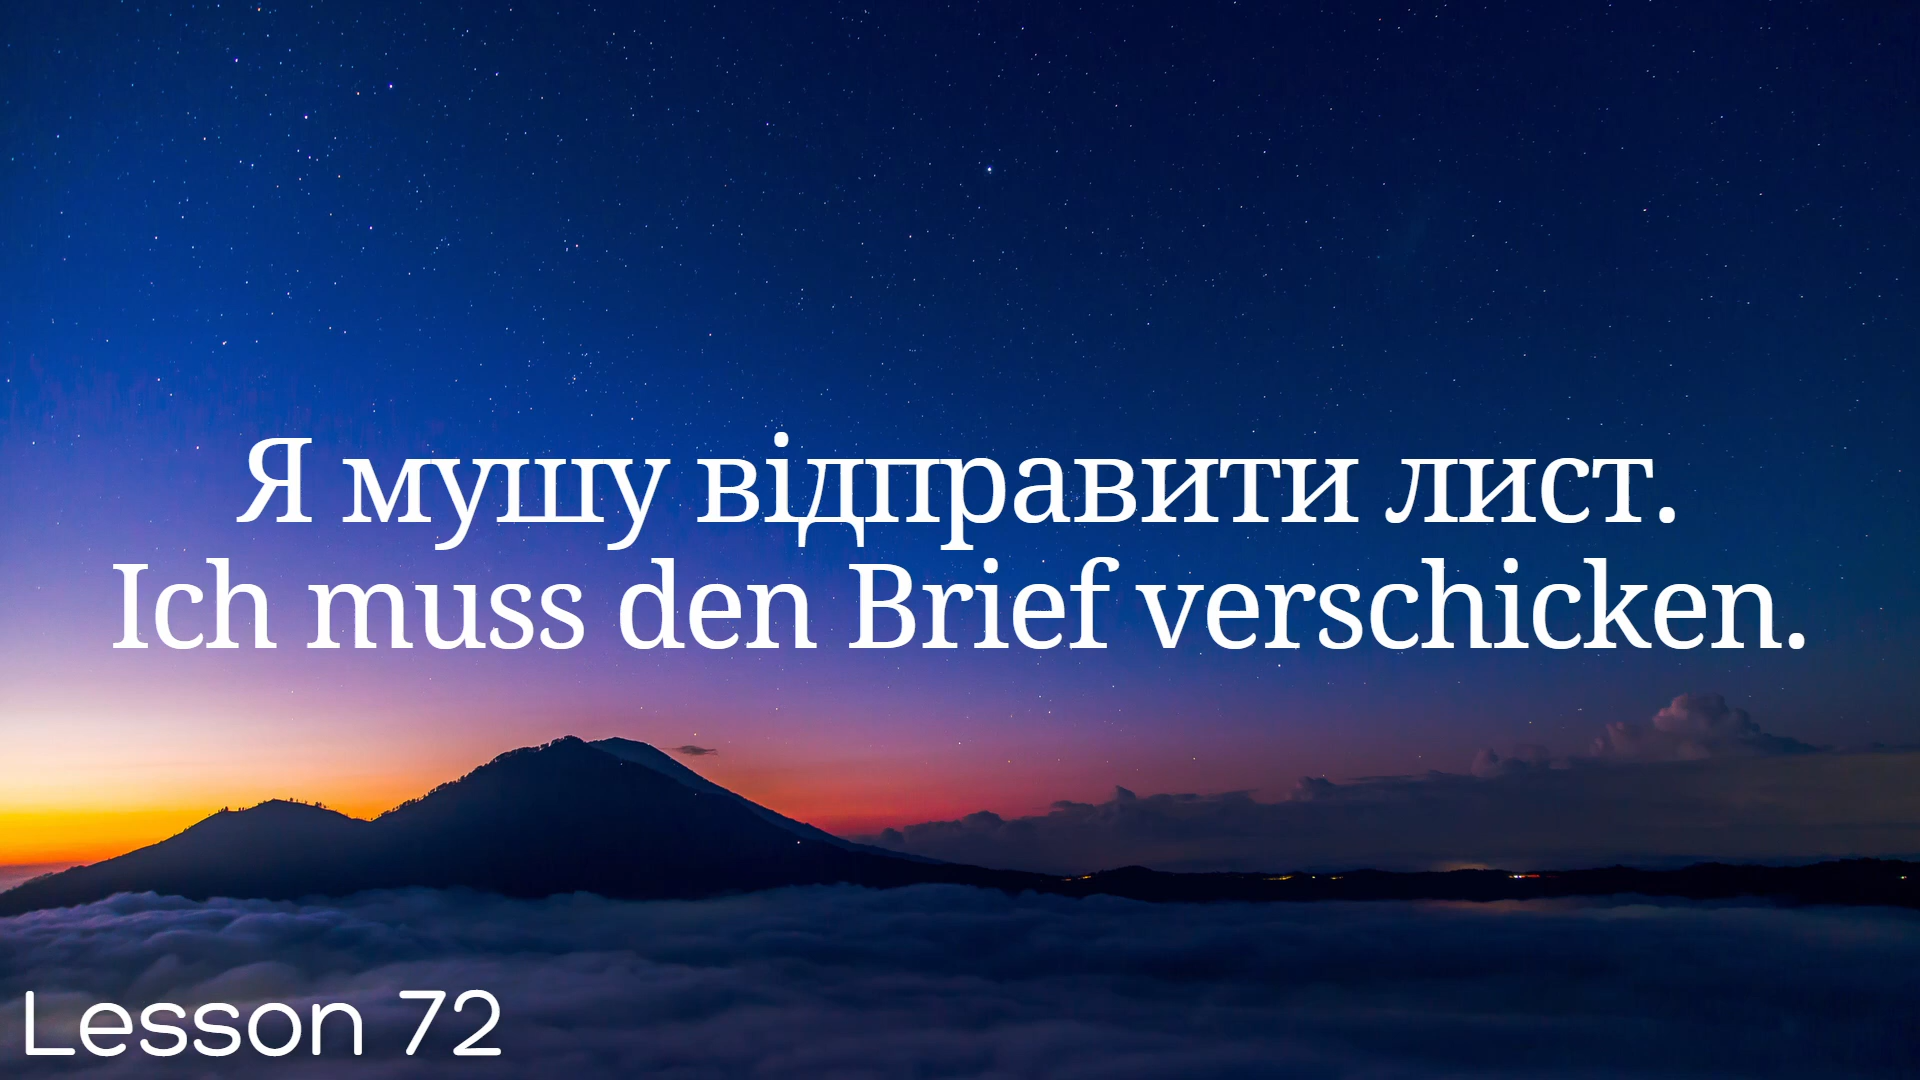 Я мушу відправити лист.
Ich muss den Brief verschicken.
Lesson 72